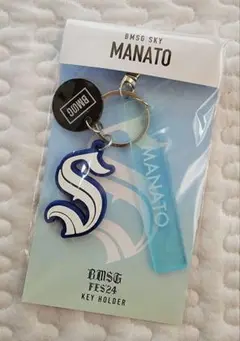 BMSG SKY
MANATO
BMSG
MANATO
S
BMSG
FES24
KEY HOLDER